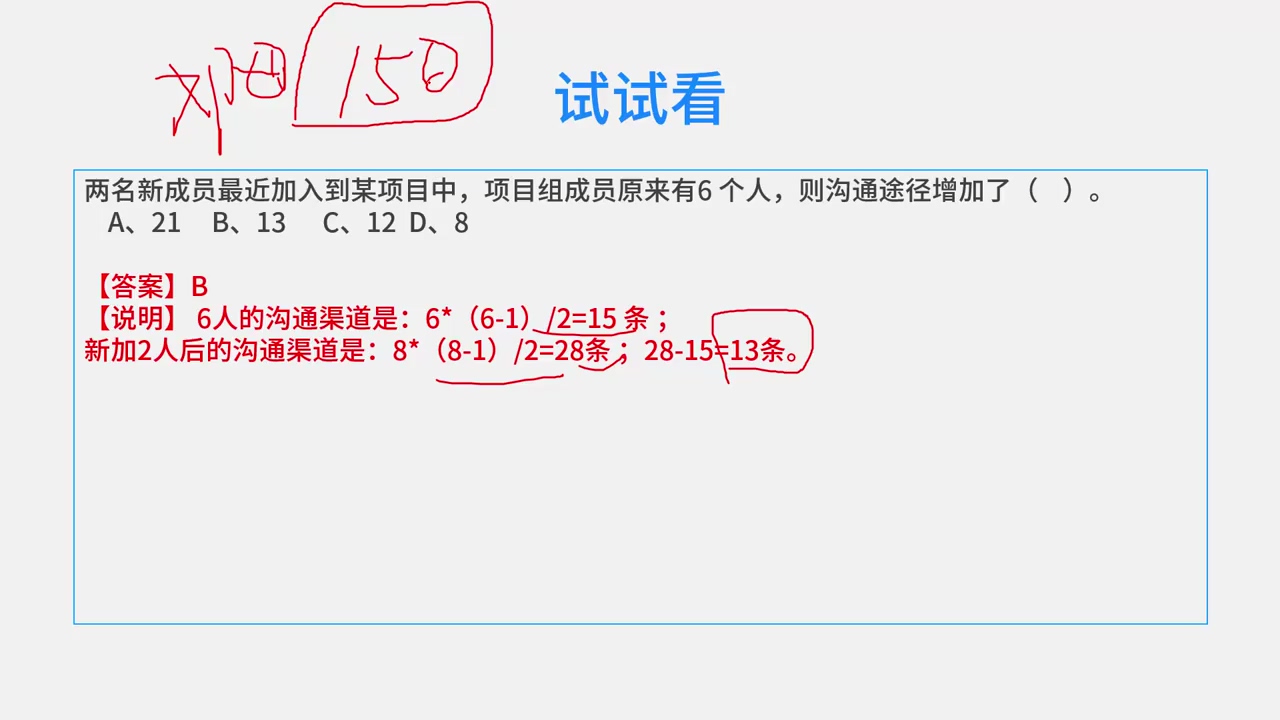 150
试试看
两名新成员最近加入到某项目中，项目组成员原来有6 个人，则沟通途径增加了（ ）。
A、21 B、13 C、12 D、8
【答案】B
【说明】 6人的沟通渠道是：6*（6-1）/2=15 条 ；
新加2人后的沟通渠道是：8*（8-1）/2=28条 ；28-15=13条。